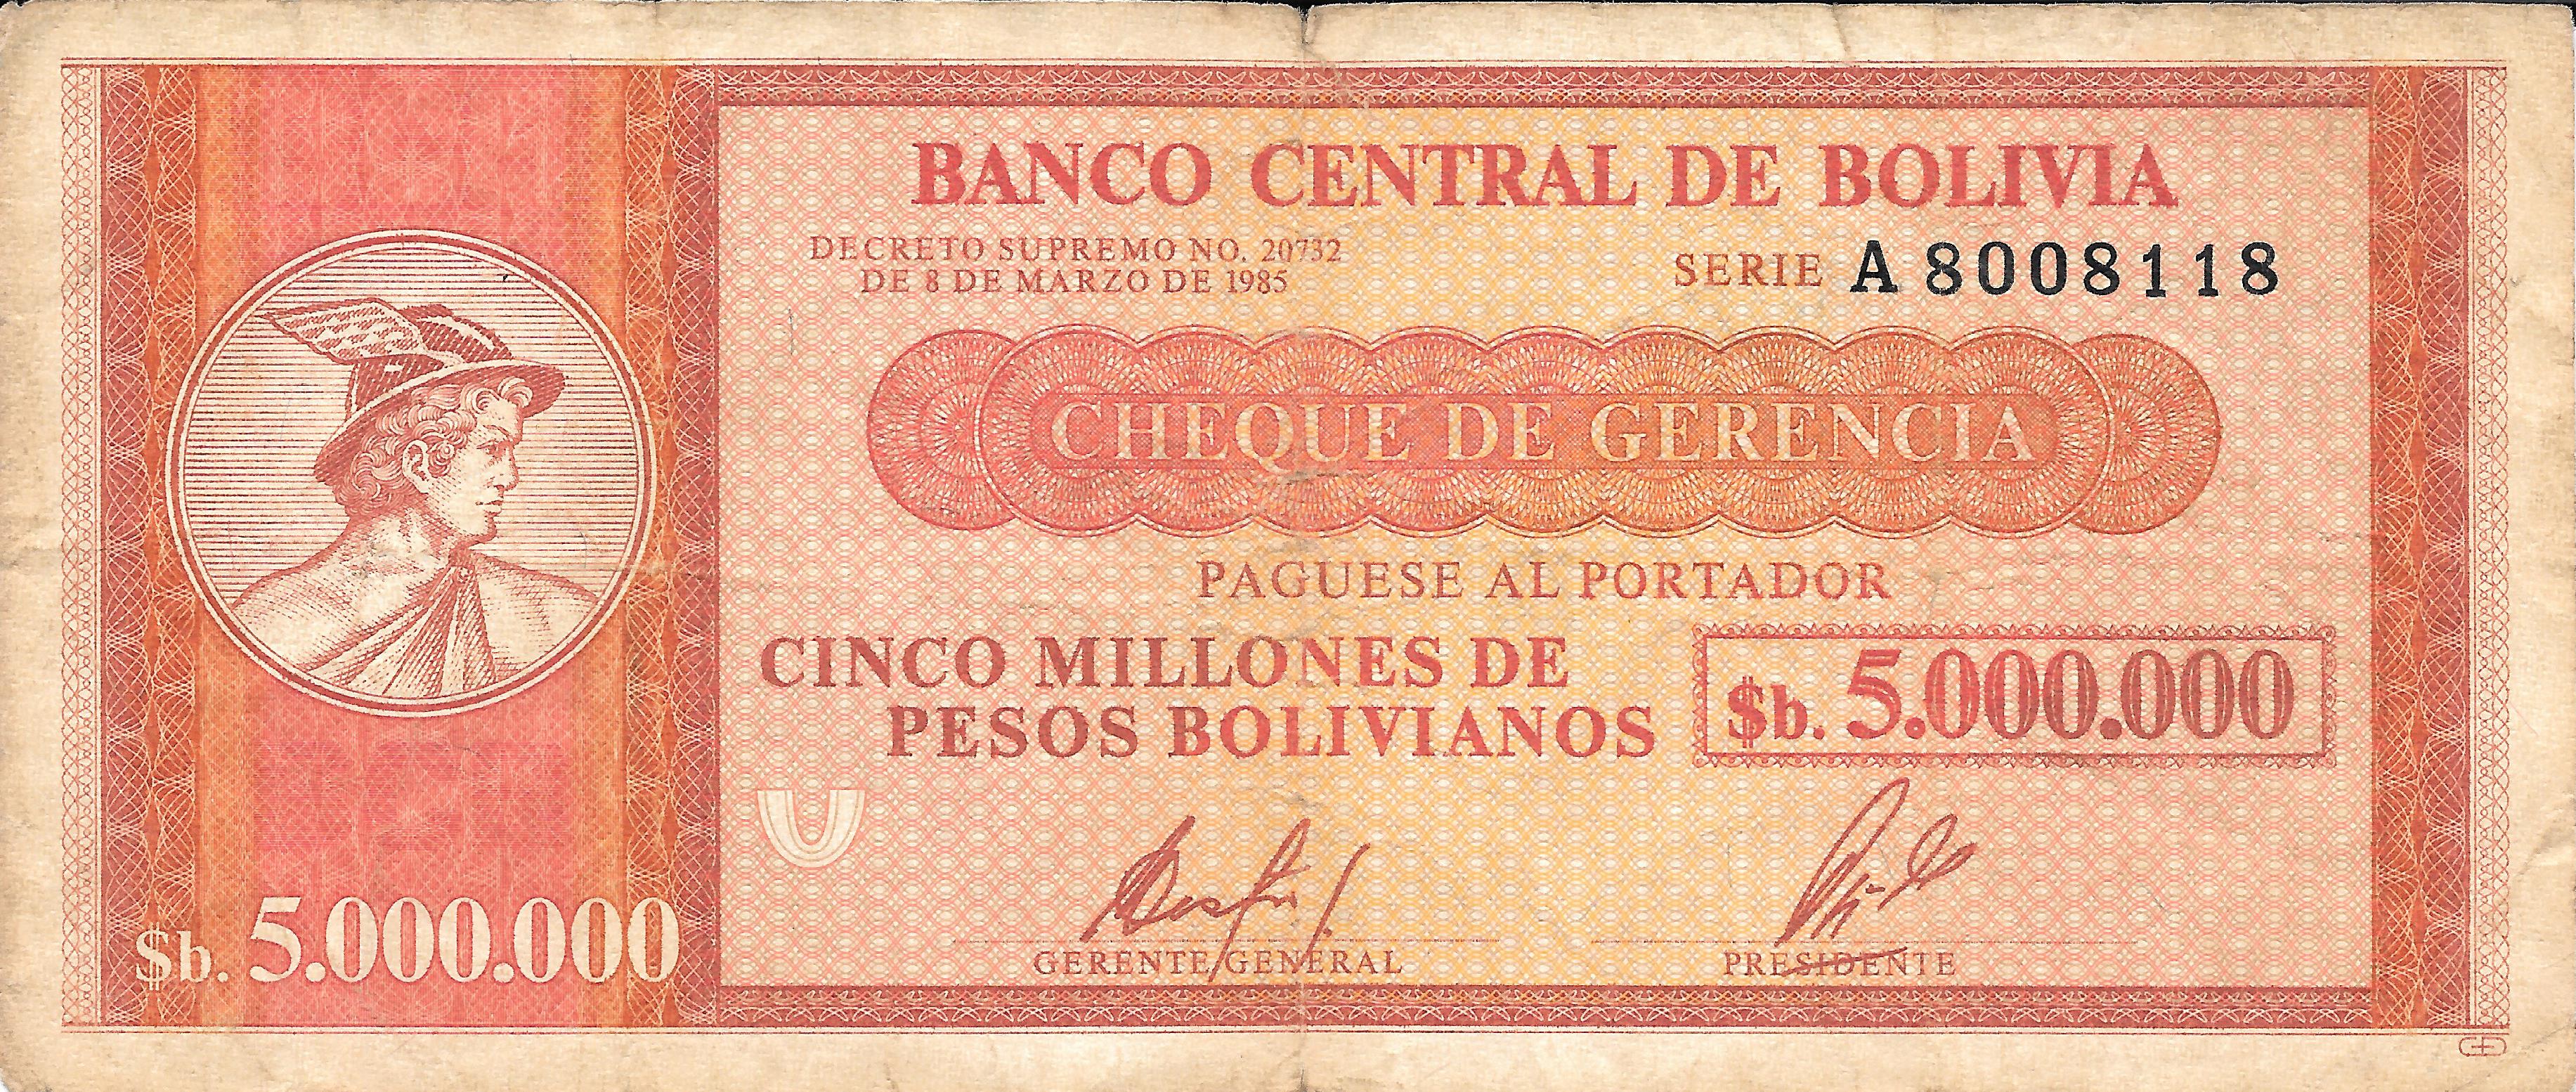 BANCO CENTRAL DE BOLIVIA
DECRETO SUPREMO NO. 20732
DE 8 DE MARZO DE 1985
SERIE A 8008118
CHEQUE DE GERENCIA
PAGUESE AL PORTADOR
CINCO MILLONES DE
PESOS BOLIVIANOS
$b. 5.000.000
$b. 5.000.000
GERENTE GENERAL
PRESIDENTE